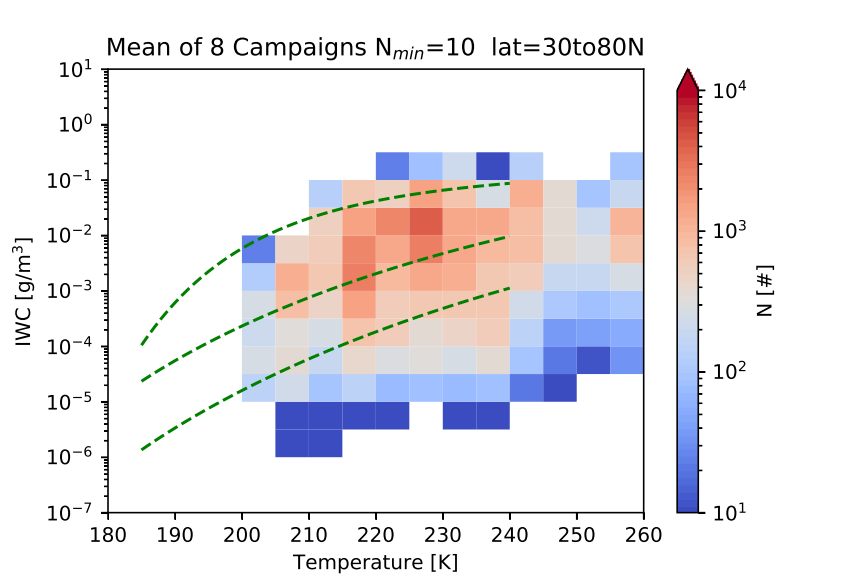 Mean of 8 Campaigns N_min=10 lat=30to80N
10^1
10^0
10^-1
10^-2
10^-3
10^-4
10^-5
10^-6
10^-7
IWC [g/m^3]
180 190 200 210 220 230 240 250 260
Temperature [K]
10^4
10^3
10^2
10^1
N [#]